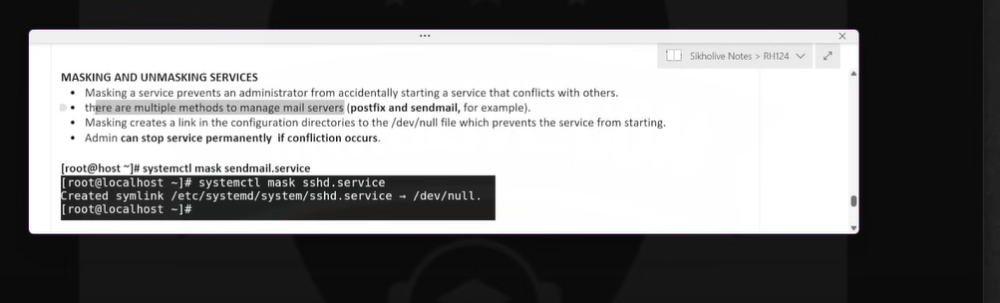 Sikholive Notes > RH124
MASKING AND UNMASKING SERVICES
• Masking a service prevents an administrator from accidentally starting a service that conflicts with others.
• there are multiple methods to manage mail servers (postfix and sendmail, for example).
• Masking creates a link in the configuration directories to the /dev/null file which prevents the service from starting.
• Admin can stop service permanently if confliction occurs.
[root@host ~]# systemctl mask sendmail.service
[root@localhost ~]# systemctl mask sshd.service
Created symlink /etc/systemd/system/sshd.service → /dev/null.
[root@localhost ~]#